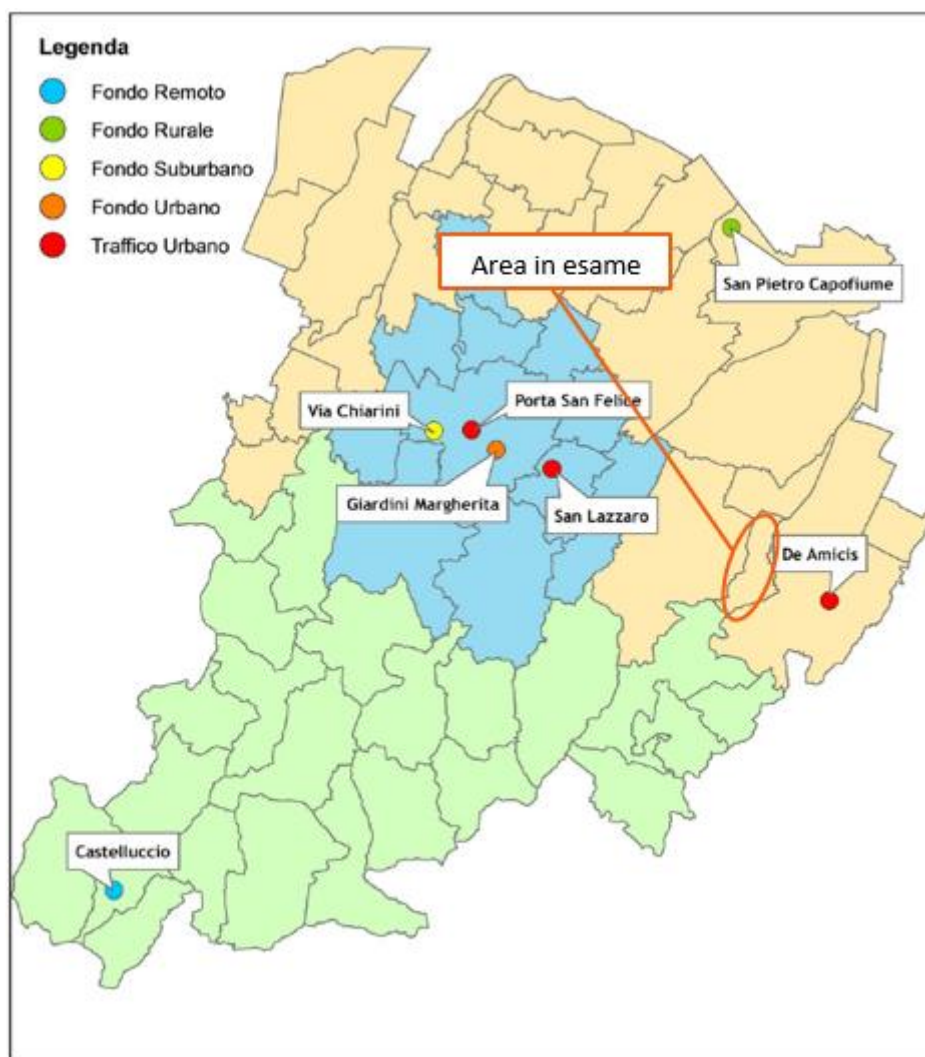 Legenda
Fondo Remoto
Fondo Rurale
Fondo Suburbano
Fondo Urbano
Traffico Urbano
Area in esame
San Pietro Capofiume
Via Chiarini
Porta San Felice
Giardini Margherita
San Lazzaro
De Amicis
Castelluccio